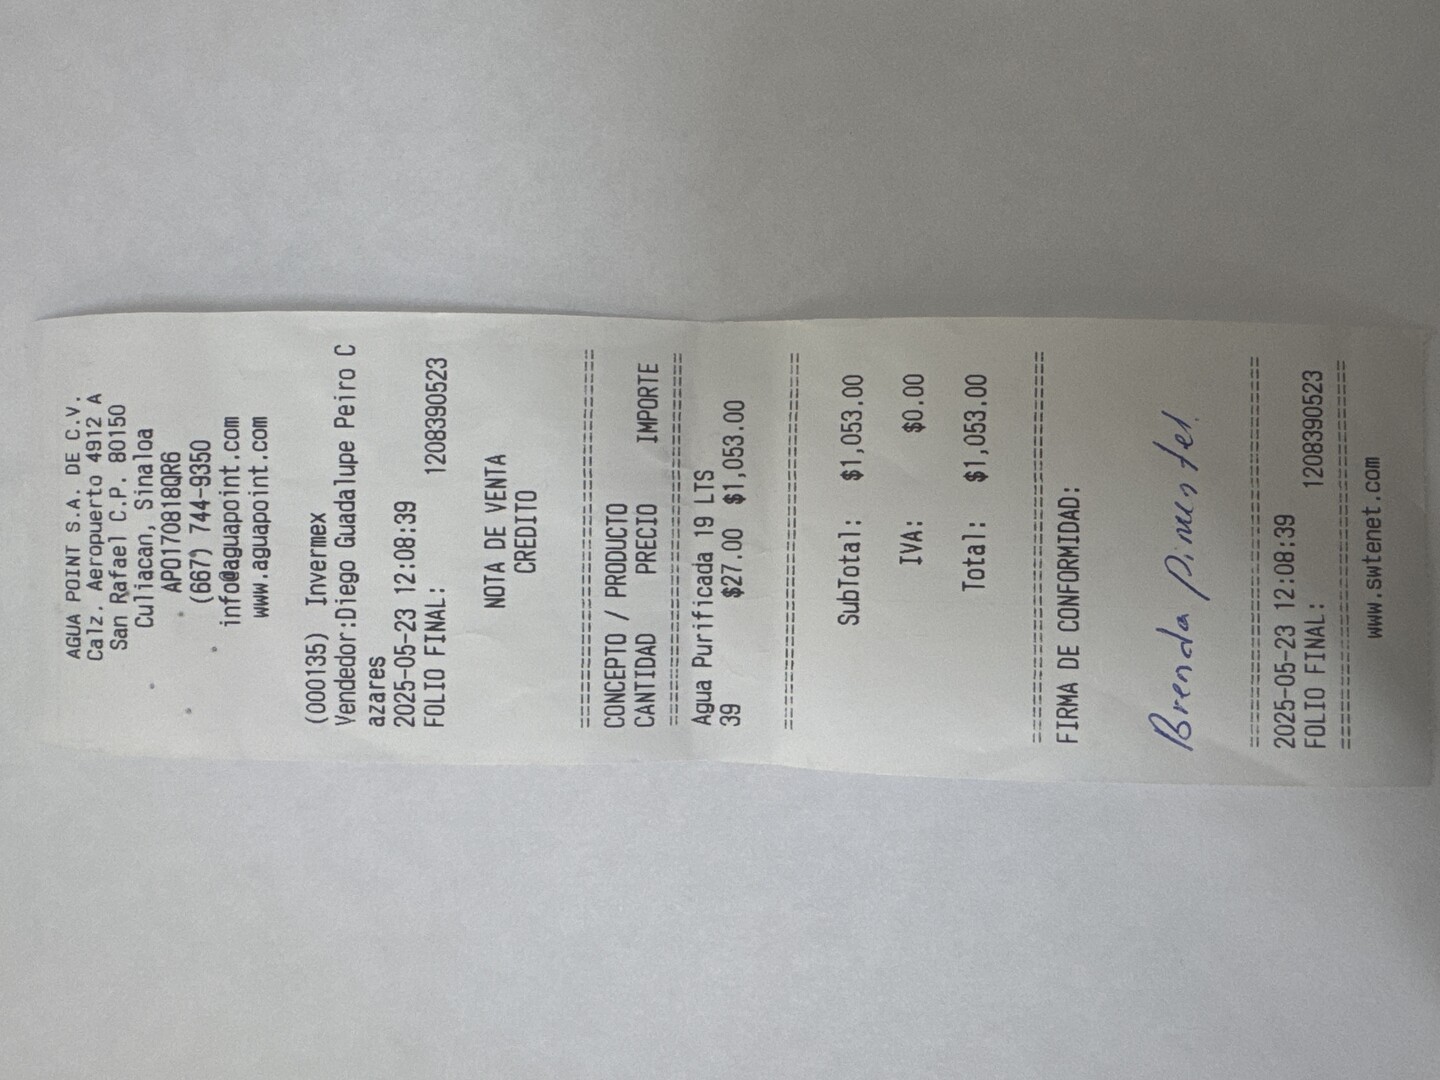 AGUA POINT S.A. DE C.V.
Calz. Aeropuerto 4912 A
San Rafael C.P. 80150
Culiacan, Sinaloa
APO170818QR6
(667) 744-9350
info@aguapoint.com
www.aguapoint.com
(000135) Invermex
Vendedor:Diego Guadalupe Peiro C
azares
2025-05-23 12:08:39
FOLIO FINAL: 1208390523
NOTA DE VENTA
CREDITO
================================
CONCEPTO / PRODUCTO
CANTIDAD PRECIO IMPORTE
================================
Agua Purificada 19 LTS
39 $27.00 $1,053.00
================================
SubTotal: $1,053.00
IVA: $0.00
Total: $1,053.00
================================
FIRMA DE CONFORMIDAD:
Brenda Pimentel
================================
2025-05-23 12:08:39
FOLIO FINAL: 1208390523
================================
www.swtenet.com